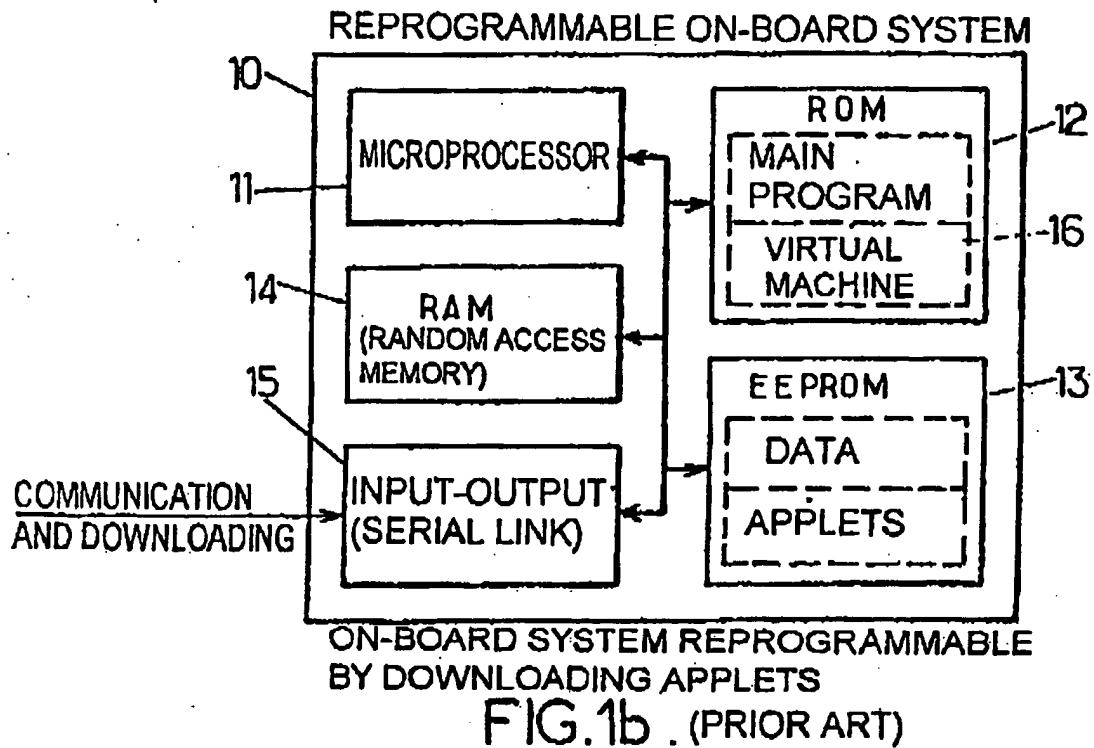 REPROGRAMMABLE ON-BOARD SYSTEM
10
MICROPROCESSOR
11
ROM
12
MAIN
PROGRAM
VIRTUAL
MACHINE
16
14
RAM
(RANDOM ACCESS
MEMORY)
15
INPUT-OUTPUT
(SERIAL LINK)
EEPROM
13
DATA
APPLETS
COMMUNICATION
AND DOWNLOADING
ON-BOARD SYSTEM REPROGRAMMABLE
BY DOWNLOADING APPLETS
FIG.1b. (PRIOR ART)